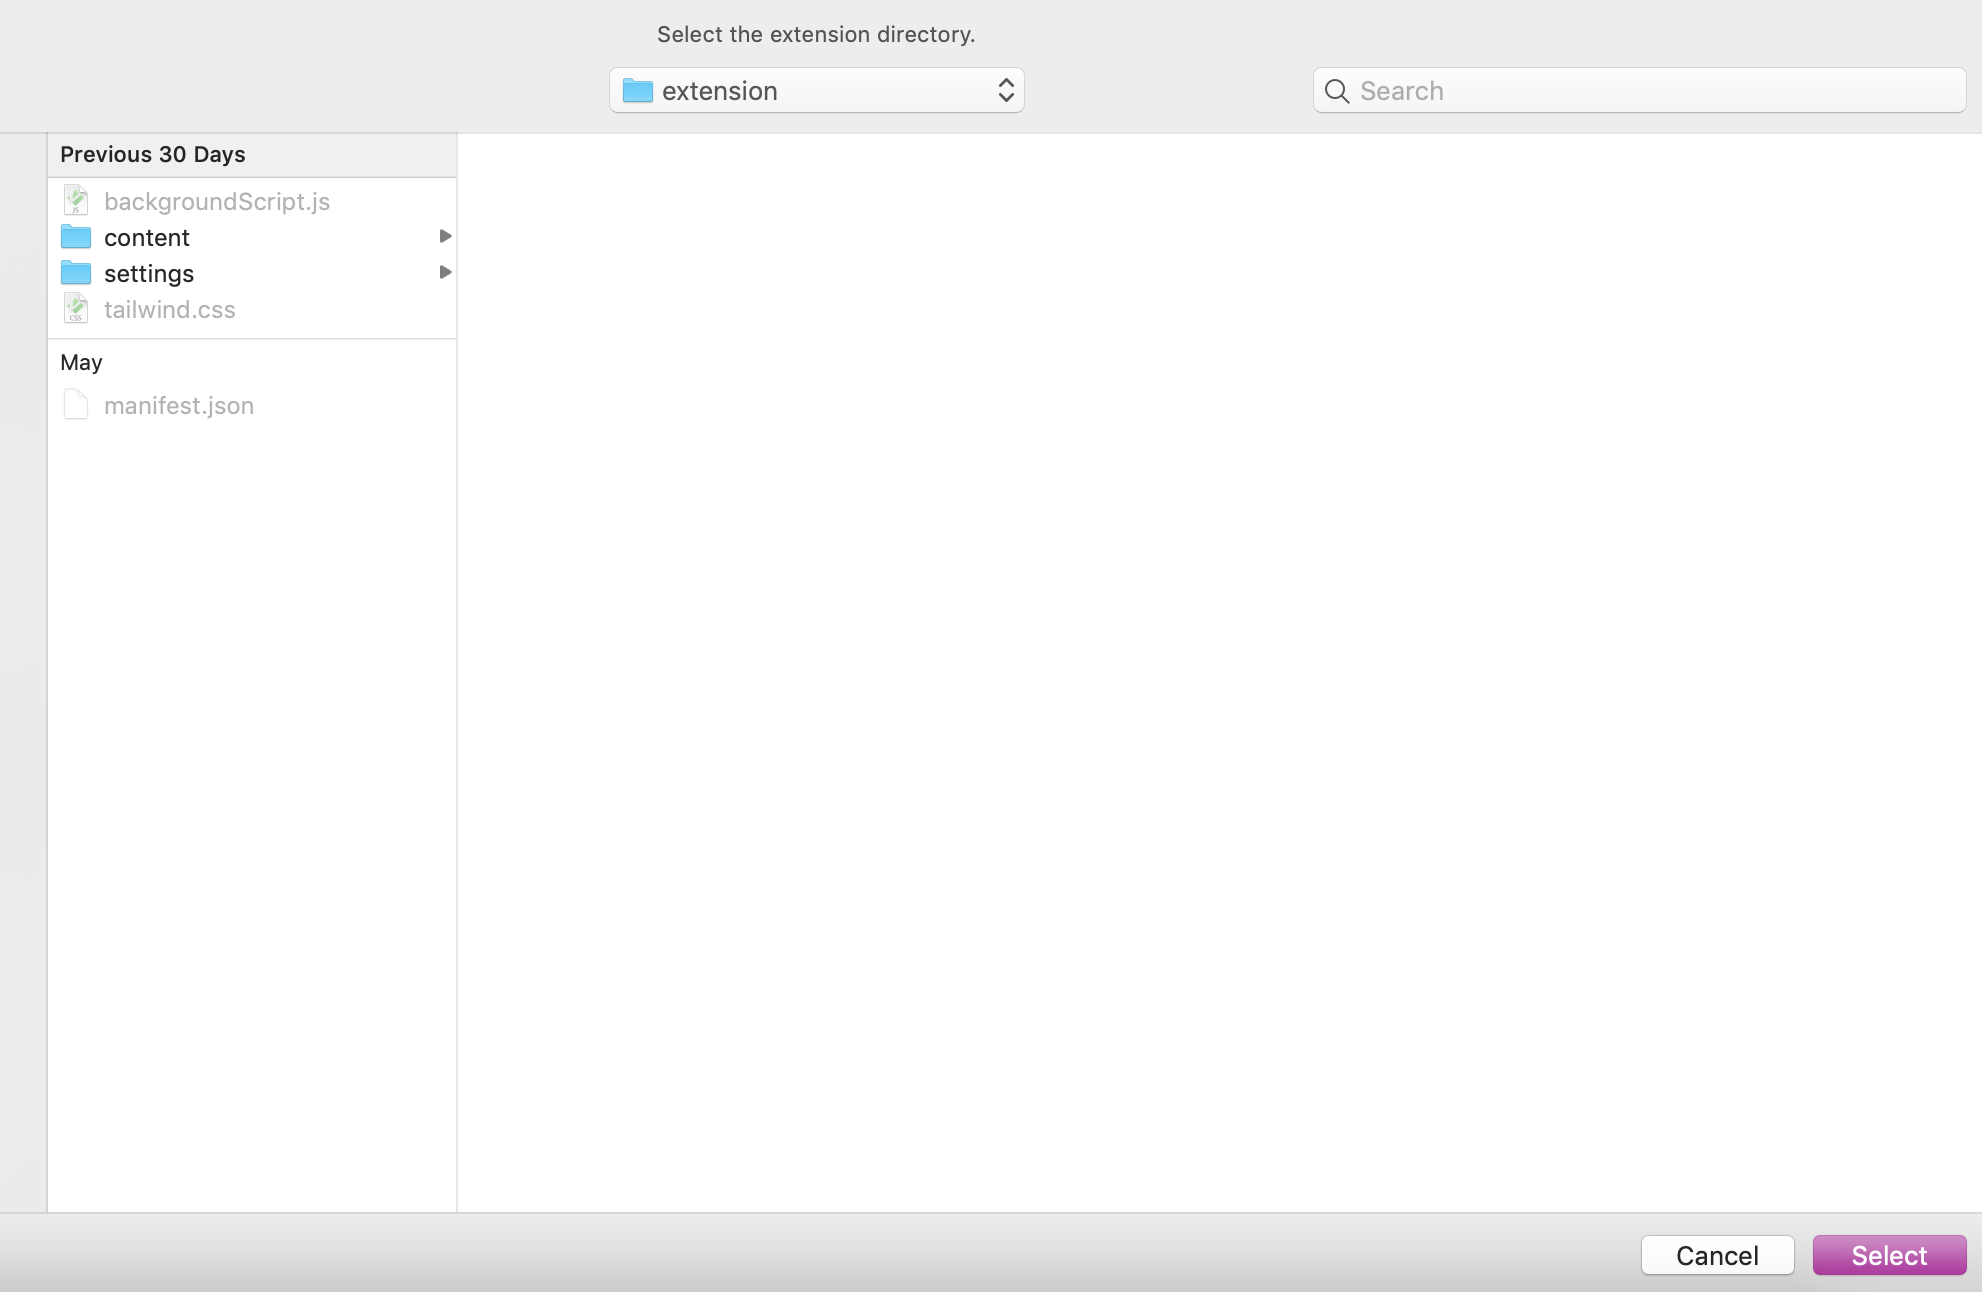 Select the extension directory.
extension
Search
Previous 30 Days
backgroundScript.js
content
settings
tailwind.css
May
manifest.json
Cancel
Select